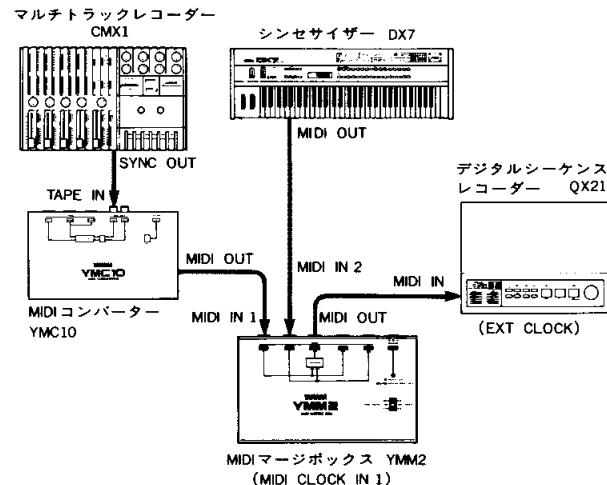 マルチトラックレコーダー
CMX1
シンセサイザー DX7
SYNC OUT
MIDI OUT
TAPE IN
デジタルシーケンス
レコーダー QX21
YAMAHA
YMC10
MIDI OUT
MIDI IN 2
MIDI IN
MIDIコンバーター
YMC10
MIDI IN 1
MIDI OUT
(EXT CLOCK)
YAMAHA
YMM2
MIDIマージボックス YMM2
(MIDI CLOCK IN 1)